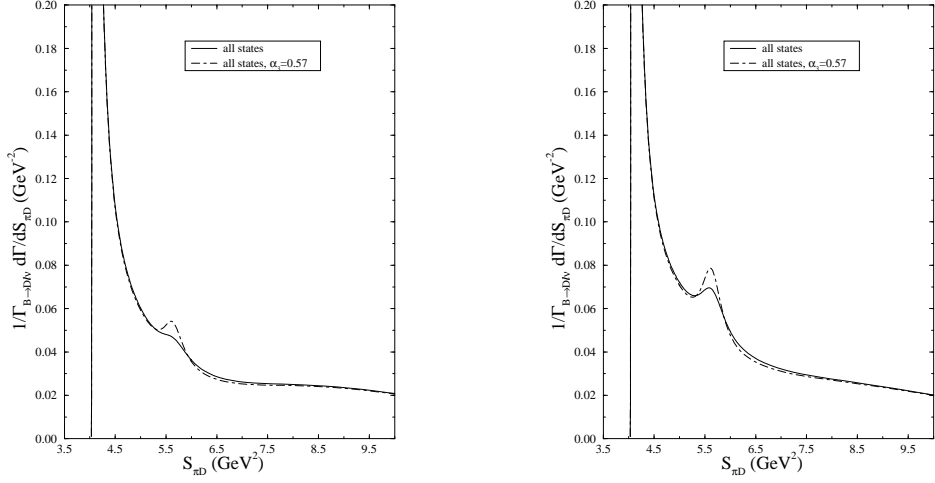 0.20
0.18
0.16
0.14
0.12
0.10
0.08
0.06
0.04
0.02
0.00
1/Γ_{B→Dlν} dΓ/dS_{πD} (GeV^{-2})
all states
all states, α_3=0.57
3.5 4.5 5.5 6.5 7.5 8.5 9.5
S_{πD} (GeV^2)
0.20
0.18
0.16
0.14
0.12
0.10
0.08
0.06
0.04
0.02
0.00
1/Γ_{B→Dlν} dΓ/dS_{πD} (GeV^{-2})
all states
all states, α_3=0.57
3.5 4.5 5.5 6.5 7.5 8.5 9.5
S_{πD} (GeV^2)